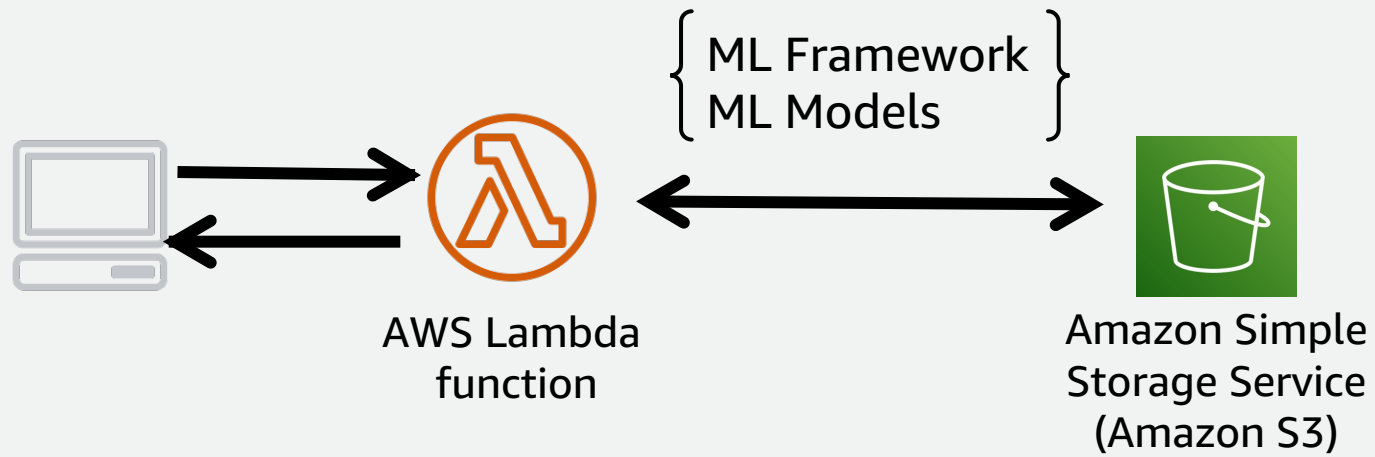 ML Framework
ML Models
AWS Lambda
function
Amazon Simple
Storage Service
(Amazon S3)